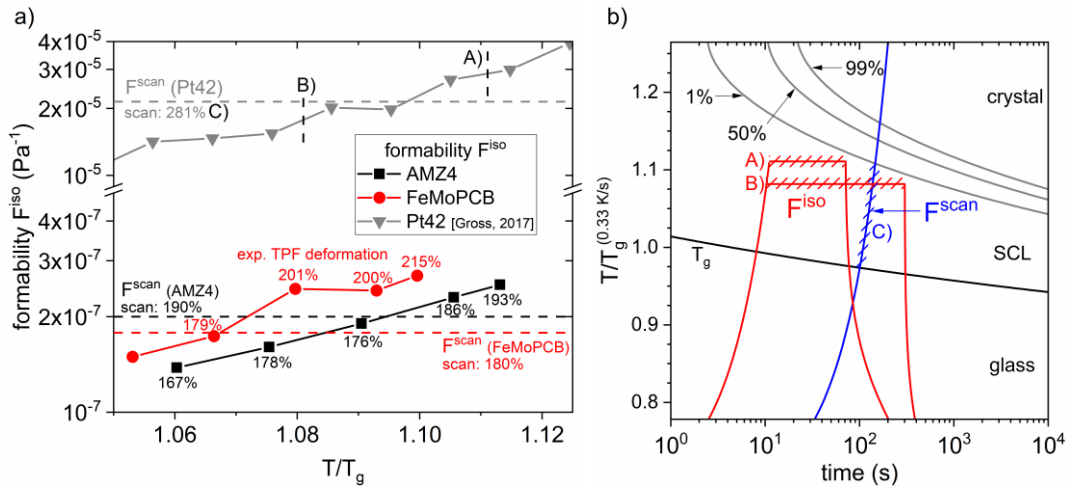 a)
formability Fⁱˢᵒ (Pa⁻¹)
4x10⁻⁵
3x10⁻⁵
2x10⁻⁵
10⁻⁵
2x10⁻⁷
10⁻⁷
Fˢᶜᵃⁿ (Pt42)
scan: 281% C)
B)
A)
formability Fⁱˢᵒ
AMZ4
FeMoPCB
Pt42 [Gross, 2017]
exp. TPF deformation
201%
200%
215%
Fˢᶜᵃⁿ (AMZ4)
scan: 190%
179%
193%
186%
176%
178%
167%
Fˢᶜᵃⁿ (FeMoPCB)
scan: 180%
1.06
1.08
1.10
1.12
T/Tg
b)
T/Tg^(0.33 K/s)
1.2
1.1
1.0
0.9
0.8
99%
1%
50%
crystal
A)
B)
Fⁱˢᵒ
Fˢᶜᵃⁿ
C)
SCL
Tg
glass
10⁰
10¹
10²
10³
10⁴
time (s)